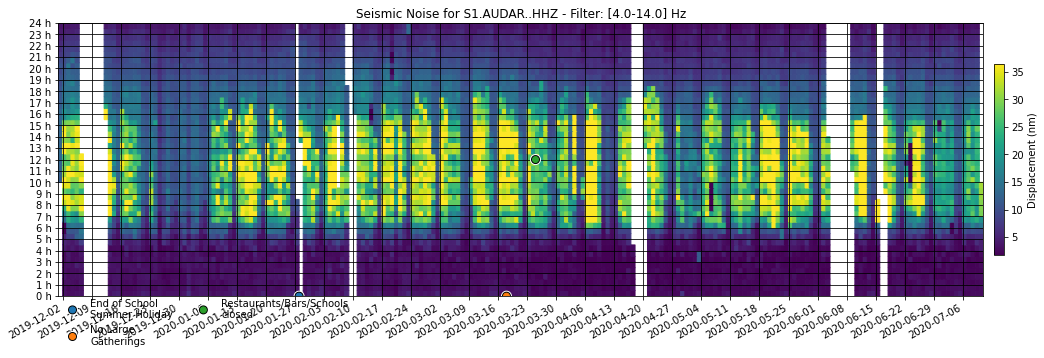 Seismic Noise for S1.AUDAR..HHZ - Filter: [4.0-14.0] Hz
24 h
23 h
22 h
21 h
20 h
19 h
18 h
17 h
16 h
15 h
14 h
13 h
12 h
11 h
10 h
9 h
8 h
7 h
6 h
5 h
4 h
3 h
2 h
1 h
0 h
35
30
25
20
15
10
5
Displacement (nm)
2019-12-02
2020-01-20
2020-01-27
2020-02-03
2020-02-10
2020-02-17
2020-02-24
2020-03-02
2020-03-09
2020-03-16
2020-03-23
2020-03-30
2020-04-06
2020-04-13
2020-04-20
2020-04-27
2020-05-04
2020-05-11
2020-05-18
2020-05-25
2020-06-01
2020-06-08
2020-06-15
2020-06-22
2020-06-29
2020-07-06
End of School
Summer Holiday
No Large
Gatherings
Restaurants/Bars/Schools
closed